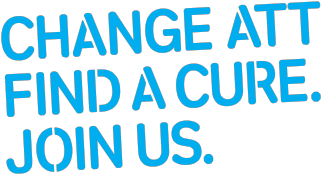 CHANGE ATT
FIND A CURE.
JOIN US.